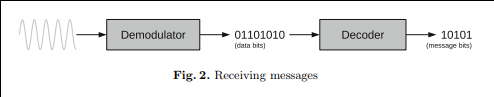 Demodulator 01101010 Decoder 10101
(data bits) (message bits)
Fig. 2. Receiving messages